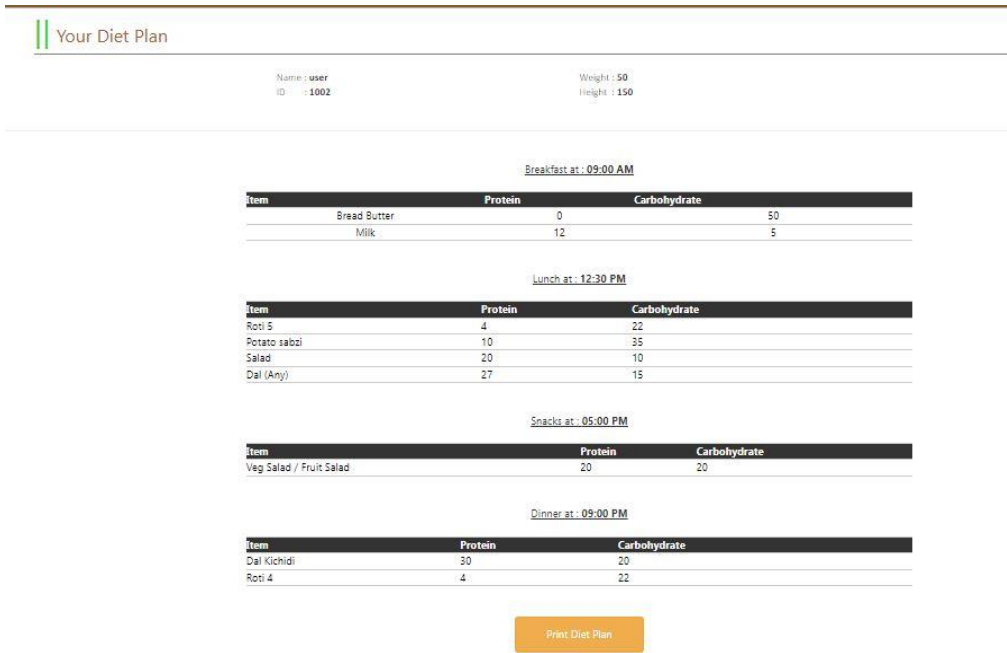 Your Diet Plan
Name : user Weight : 50
ID : 1002 Height : 150
Breakfast at : 09:00 AM
Item Protein Carbohydrate
Bread Butter 0 50
Milk 12 5
Lunch at : 12:30 PM
Item Protein Carbohydrate
Roti 5 4 22
Potato sabzi 10 35
Salad 20 10
Dal (Any) 27 15
Snacks at : 05:00 PM
Item Protein Carbohydrate
Veg Salad / Fruit Salad 20 20
Dinner at : 09:00 PM
Item Protein Carbohydrate
Dal Kichidi 30 20
Roti 4 4 22
Print Diet Plan